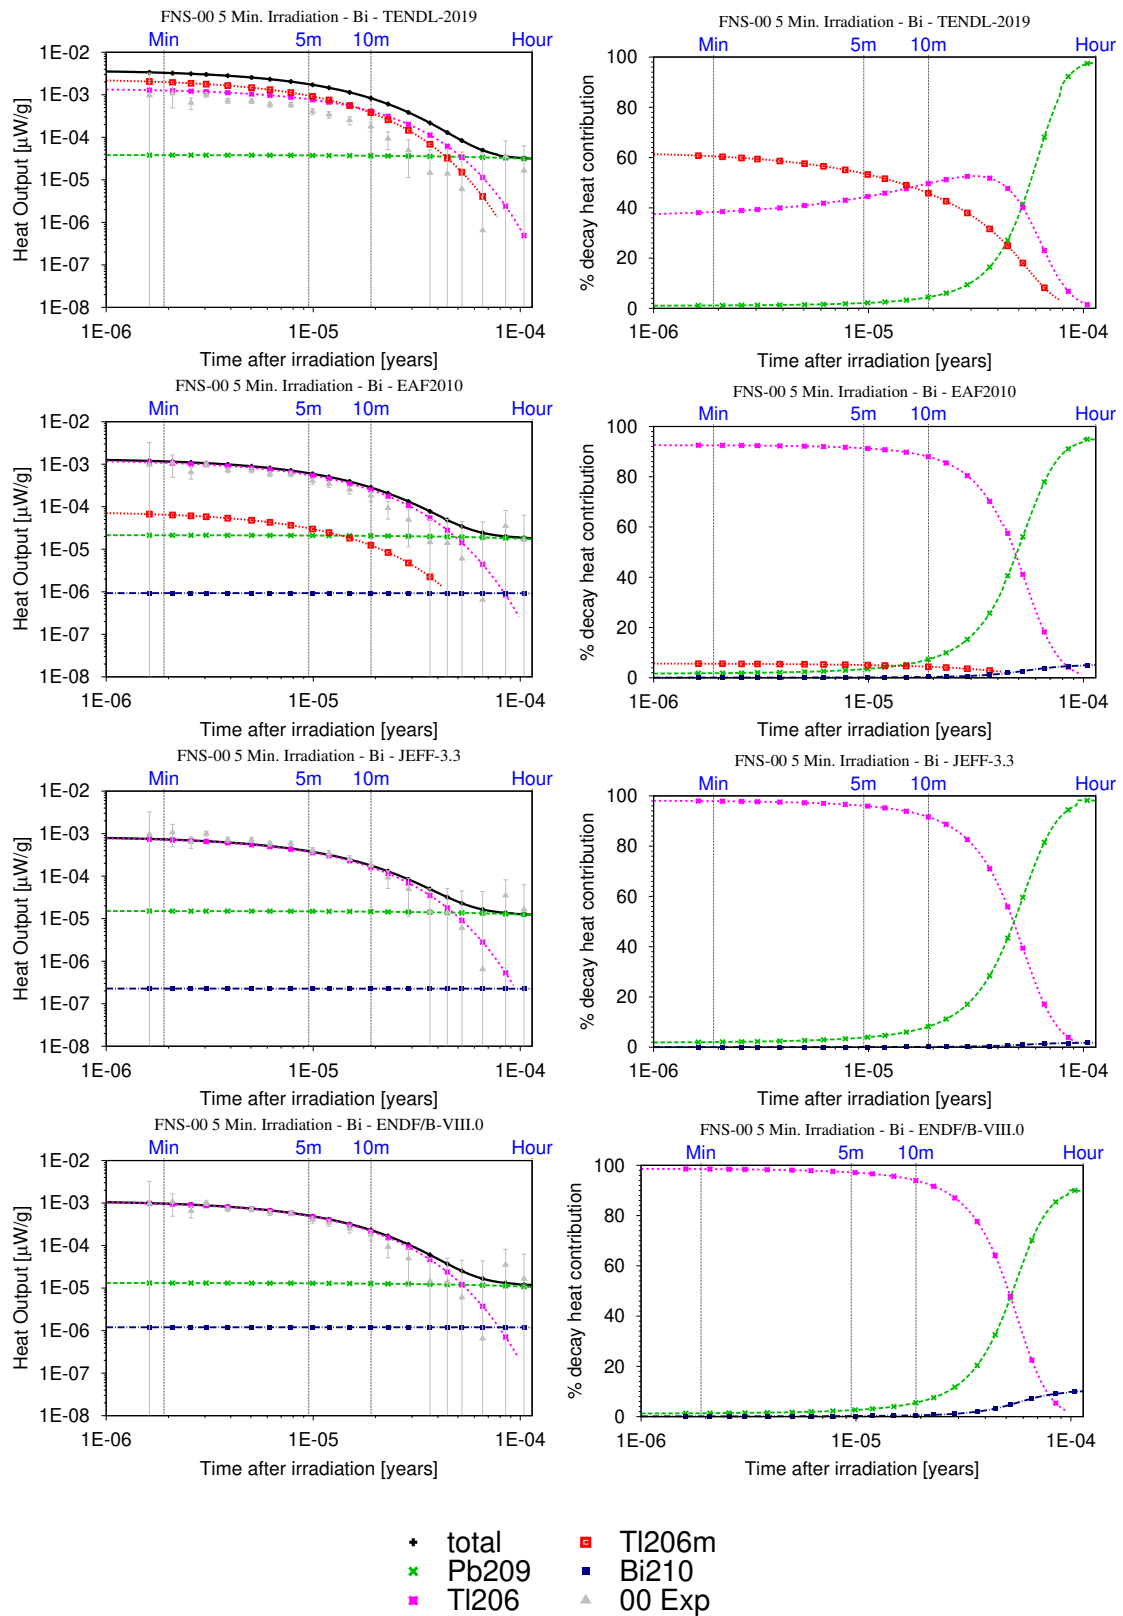 FNS-00 5 Min. Irradiation - Bi - TENDL-2019
Min 5m 10m Hour
1E-02
1E-03
1E-04
1E-05
1E-06
1E-07
1E-08
Heat Output [µW/g]
1E-06 1E-05 1E-04
Time after irradiation [years]
FNS-00 5 Min. Irradiation - Bi - TENDL-2019
Min 5m 10m Hour
100
80
60
40
20
0
% decay heat contribution
1E-06 1E-05 1E-04
Time after irradiation [years]
FNS-00 5 Min. Irradiation - Bi - EAF2010
Min 5m 10m Hour
1E-02
1E-03
1E-04
1E-05
1E-06
1E-07
1E-08
Heat Output [µW/g]
1E-06 1E-05 1E-04
Time after irradiation [years]
FNS-00 5 Min. Irradiation - Bi - EAF2010
Min 5m 10m Hour
100
80
60
40
20
0
% decay heat contribution
1E-06 1E-05 1E-04
Time after irradiation [years]
FNS-00 5 Min. Irradiation - Bi - JEFF-3.3
Min 5m 10m Hour
1E-02
1E-03
1E-04
1E-05
1E-06
1E-07
1E-08
Heat Output [µW/g]
1E-06 1E-05 1E-04
Time after irradiation [years]
FNS-00 5 Min. Irradiation - Bi - JEFF-3.3
Min 5m 10m Hour
100
80
60
40
20
0
% decay heat contribution
1E-06 1E-05 1E-04
Time after irradiation [years]
FNS-00 5 Min. Irradiation - Bi - ENDF/B-VIII.0
Min 5m 10m Hour
1E-02
1E-03
1E-04
1E-05
1E-06
1E-07
1E-08
Heat Output [µW/g]
1E-06 1E-05 1E-04
Time after irradiation [years]
FNS-00 5 Min. Irradiation - Bi - ENDF/B-VIII.0
Min 5m 10m Hour
100
80
60
40
20
0
% decay heat contribution
1E-06 1E-05 1E-04
Time after irradiation [years]
total Tl206m
Pb209 Bi210
Tl206 00 Exp